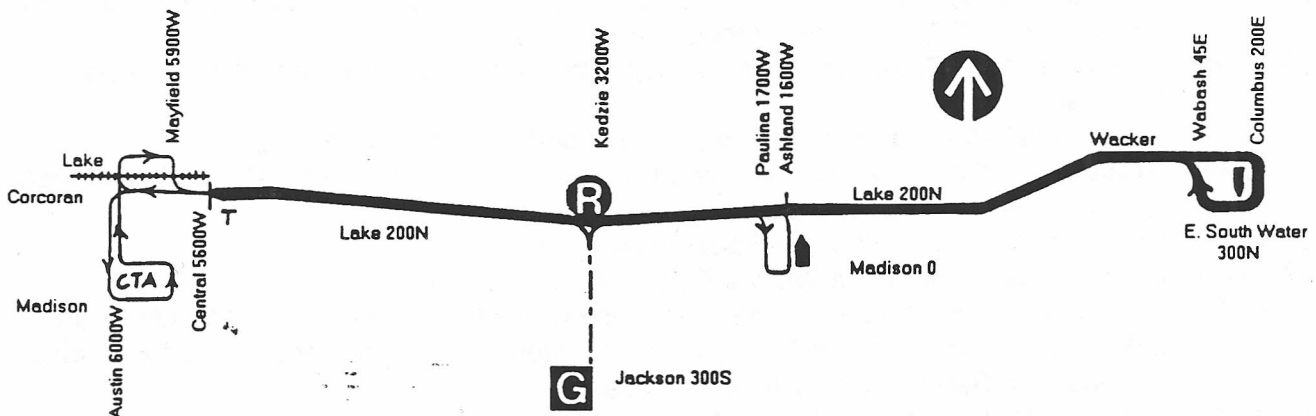 Mayfield 5900W
Lake
Corcoran
CTA
Madison
Austin 6000W
Central 5600W
T
Lake 200N
Kedzie 3200W
R
G
Jackson 300S
Paulina 1700W
Ashland 1600W
Madison 0
Lake 200N
Wacker
Wabash 45E
Columbus 200E
E. South Water
300N